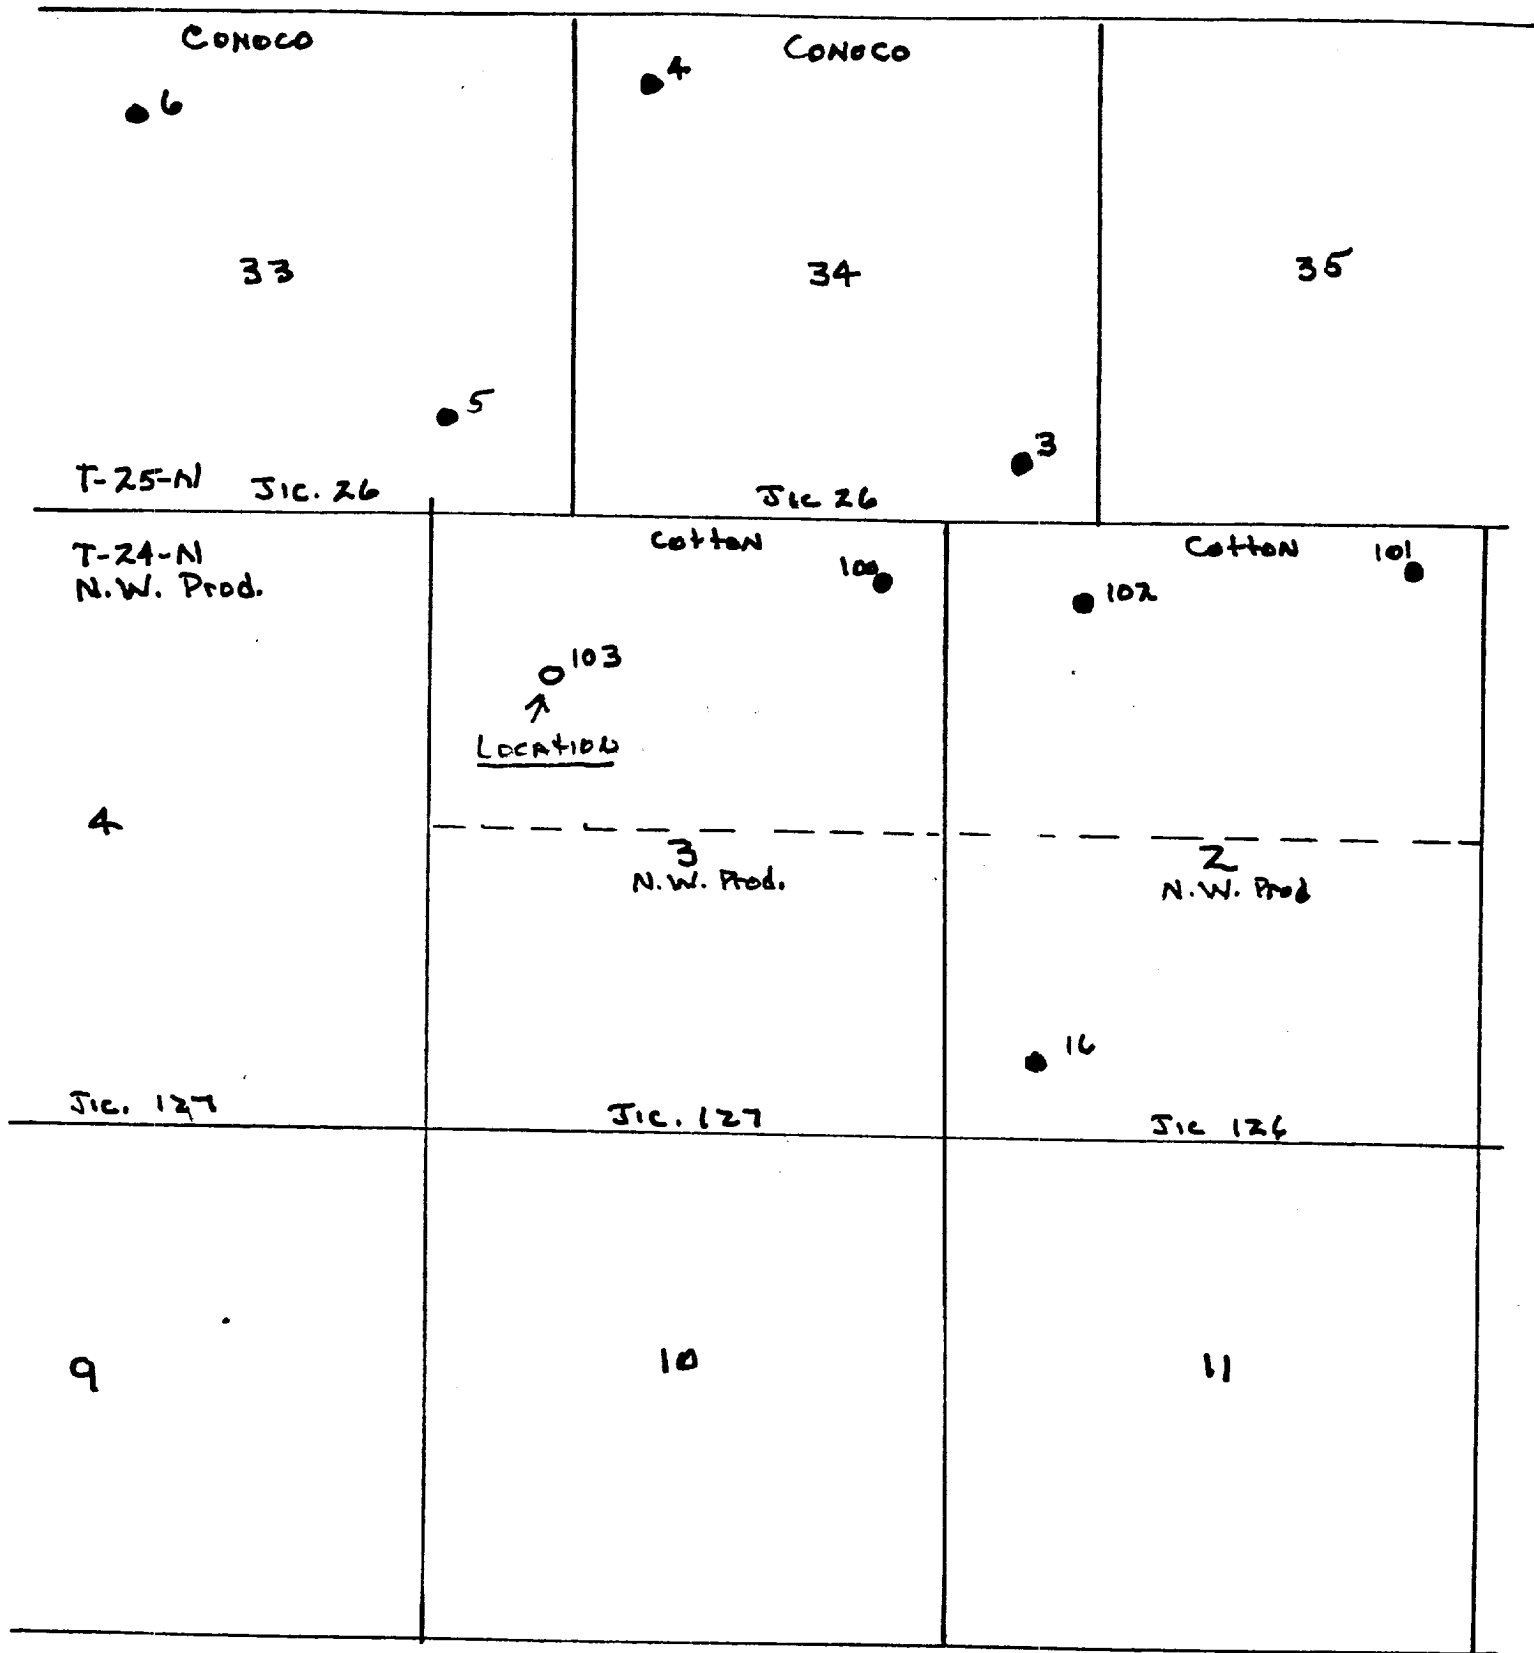 CONOCO
CONOCO
6
4
33
34
35
5
3
T-25-N
Jic. 26
Jic 26
T-24-N
N.W. Prod.
Cotton
100
Cotton
101
102
103
LOCATION
4
3
N.W. Prod.
2
N.W. Prod
16
Jic. 127
Jic. 127
Jic 126
9
10
11